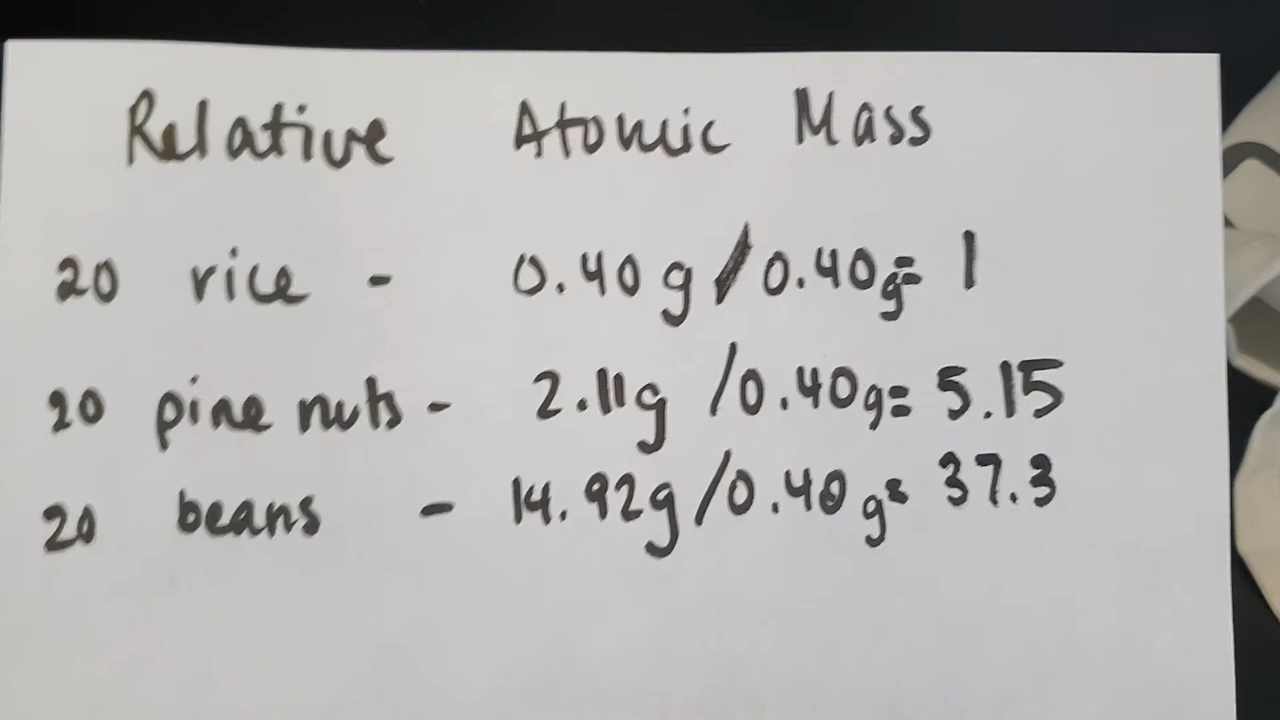 Relative Atomic Mass
20 rice - 0.40g / 0.40g = 1
20 pine nuts - 2.11g / 0.40g = 5.15
20 beans - 14.92g / 0.40g = 37.3